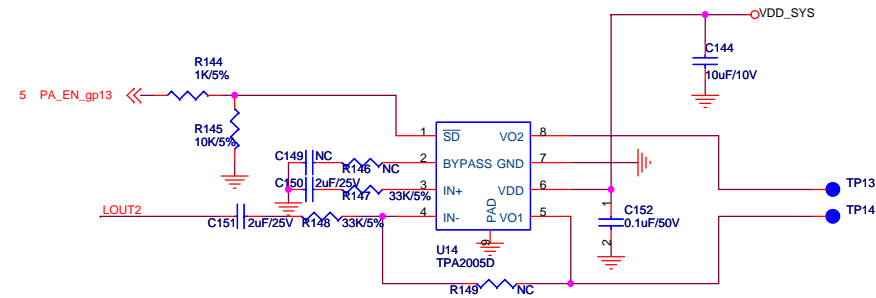 VDD_SYS
C144
10uF/10V
R144
1K/5%
5 PA_EN_gp13
R145
10K/5%
1 SD VO2 8
C149 NC
R146 NC
2 BYPASS GND 7
C150 2uF/25V
R147 33K/5%
3 IN+ VDD 6
TP13
LOUT2
C151 2uF/25V
R148 33K/5%
4 IN- VO1 5
PAD
9
1
C152
0.1uF/50V
2
TP14
U14
TPA2005D
R149 NC